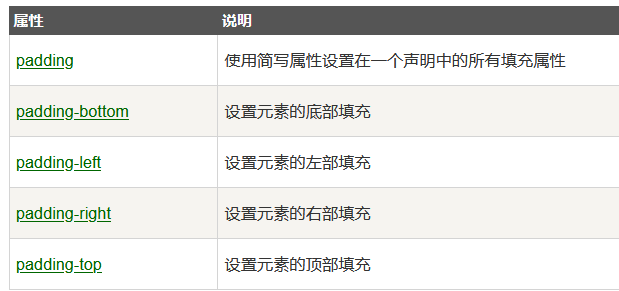 属性 说明
padding 使用简写属性设置在一个声明中的所有填充属性
padding-bottom 设置元素的底部填充
padding-left 设置元素的左部填充
padding-right 设置元素的右部填充
padding-top 设置元素的顶部填充